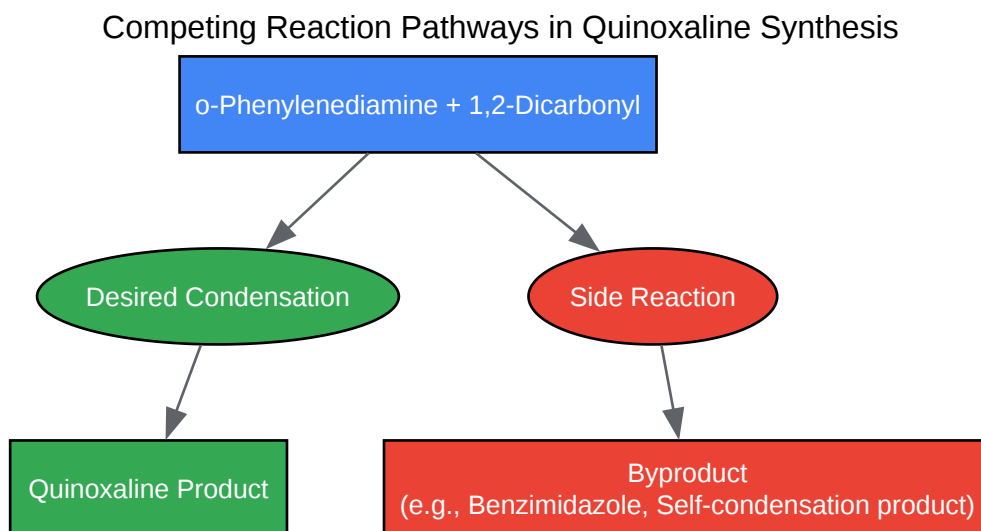 Competing Reaction Pathways in Quinoxaline Synthesis
o-Phenylenediamine + 1,2-Dicarbonyl
Desired Condensation
Side Reaction
Quinoxaline Product
Byproduct
(e.g., Benzimidazole, Self-condensation product)